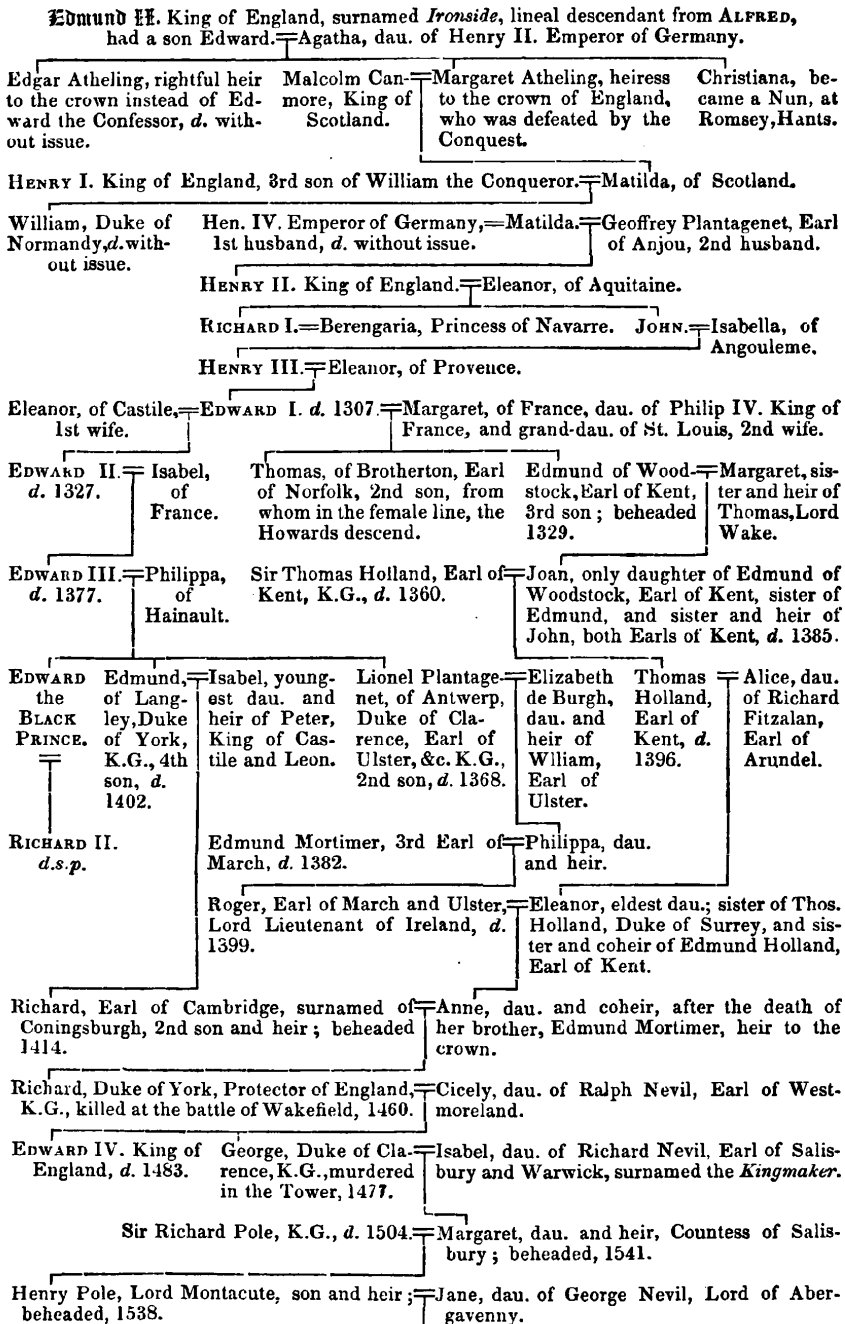 Edmund II. King of England, surnamed Ironside, lineal descendant from ALFRED,
had a son Edward.=Agatha, dau. of Henry II. Emperor of Germany.
Edgar Atheling, rightful heir
to the crown instead of Ed-
ward the Confessor, d. with-
out issue.
Malcolm Can-
more, King of
Scotland.
=Margaret Atheling, heiress
to the crown of England,
who was defeated by the
Conquest.
Christiana, be-
came a Nun, at
Romsey, Hants.
HENRY I. King of England, 3rd son of William the Conqueror.=Matilda, of Scotland.
William, Duke of
Normandy, d. with-
out issue.
Hen. IV. Emperor of Germany,=Matilda.=Geoffrey Plantagenet, Earl
1st husband, d. without issue.
of Anjou, 2nd husband.
HENRY II. King of England.=Eleanor, of Aquitaine.
RICHARD I.=Berengaria, Princess of Navarre.
JOHN.=Isabella, of
Angouleme.
HENRY III.=Eleanor, of Provence.
Eleanor, of Castile,=EDWARD I. d. 1307.=Margaret, of France, dau. of Philip IV. King of
1st wife.
France, and grand-dau. of St. Louis, 2nd wife.
EDWARD II.=
d. 1327.
Isabel,
of
France.
Thomas, of Brotherton, Earl
of Norfolk, 2nd son, from
whom in the female line, the
Howards descend.
Edmund of Wood-
stock, Earl of Kent,
3rd son; beheaded
1329.
=Margaret, sis-
ter and heir of
Thomas, Lord
Wake.
EDWARD III.=
d. 1377.
Philippa,
of
Hainault.
Sir Thomas Holland, Earl of
Kent, K.G., d. 1360.
=Joan, only daughter of Edmund of
Woodstock, Earl of Kent, sister of
Edmund, and sister and heir of
John, both Earls of Kent, d. 1385.
EDWARD
the
BLACK
PRINCE.
=
Edmund,
of Lang-
ley, Duke
of York,
K.G., 4th
son, d.
1402.
=Isabel, young-
est dau. and
heir of Peter,
King of Cas-
tile and Leon.
Lionel Plantage-
net, of Antwerp,
Duke of Cla-
rence, Earl of
Ulster, &c. K.G.,
2nd son, d. 1368.
=Elizabeth
de Burgh,
dau. and
heir of
Wiliam,
Earl of
Ulster.
Thomas
Holland,
Earl of
Kent, d.
1396.
=Alice, dau.
of Richard
Fitzalan,
Earl of
Arundel.
RICHARD II.
d.s.p.
Edmund Mortimer, 3rd Earl of
March, d. 1382.
=Philippa, dau.
and heir.
Roger, Earl of March and Ulster,
Lord Lieutenant of Ireland, d.
1399.
=Eleanor, eldest dau.; sister of Thos.
Holland, Duke of Surrey, and sis-
ter and coheir of Edmund Holland,
Earl of Kent.
Richard, Earl of Cambridge, surnamed of
Coningsburgh, 2nd son and heir; beheaded
1414.
=Anne, dau. and coheir, after the death of
her brother, Edmund Mortimer, heir to the
crown.
Richard, Duke of York, Protector of England,
K.G., killed at the battle of Wakefield, 1460.
=Cicely, dau. of Ralph Nevil, Earl of West-
moreland.
EDWARD IV. King of
England, d. 1483.
George, Duke of Cla-
rence, K.G., murdered
in the Tower, 1477.
=Isabel, dau. of Richard Nevil, Earl of Salis-
bury and Warwick, surnamed the Kingmaker.
Sir Richard Pole, K.G., d. 1504.
=Margaret, dau. and heir, Countess of Salis-
bury; beheaded, 1541.
Henry Pole, Lord Montacute, son and heir;
beheaded, 1538.
=Jane, dau. of George Nevil, Lord of Aber-
gavenny.